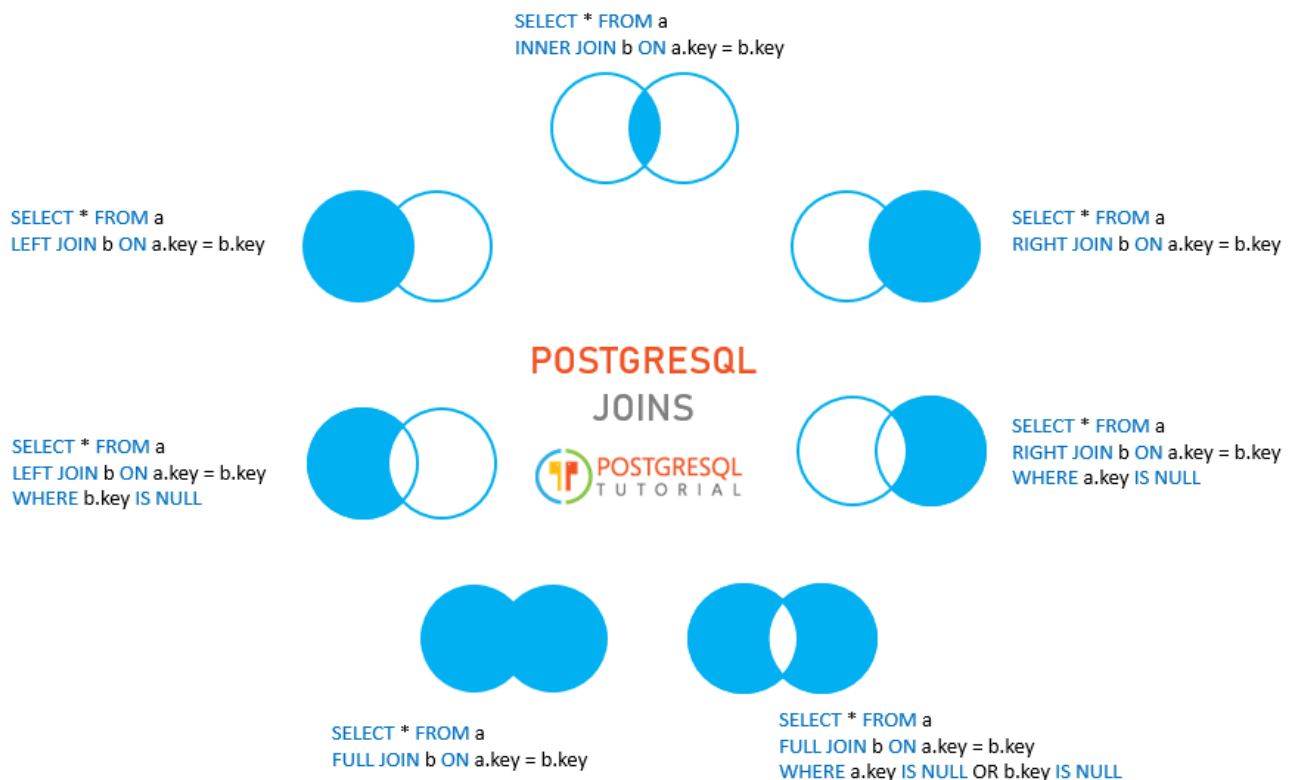 SELECT * FROM a
INNER JOIN b ON a.key = b.key
SELECT * FROM a
LEFT JOIN b ON a.key = b.key
SELECT * FROM a
RIGHT JOIN b ON a.key = b.key
POSTGRESQL
JOINS
POSTGRESQL
TUTORIAL
SELECT * FROM a
LEFT JOIN b ON a.key = b.key
WHERE b.key IS NULL
SELECT * FROM a
RIGHT JOIN b ON a.key = b.key
WHERE a.key IS NULL
SELECT * FROM a
FULL JOIN b ON a.key = b.key
SELECT * FROM a
FULL JOIN b ON a.key = b.key
WHERE a.key IS NULL OR b.key IS NULL